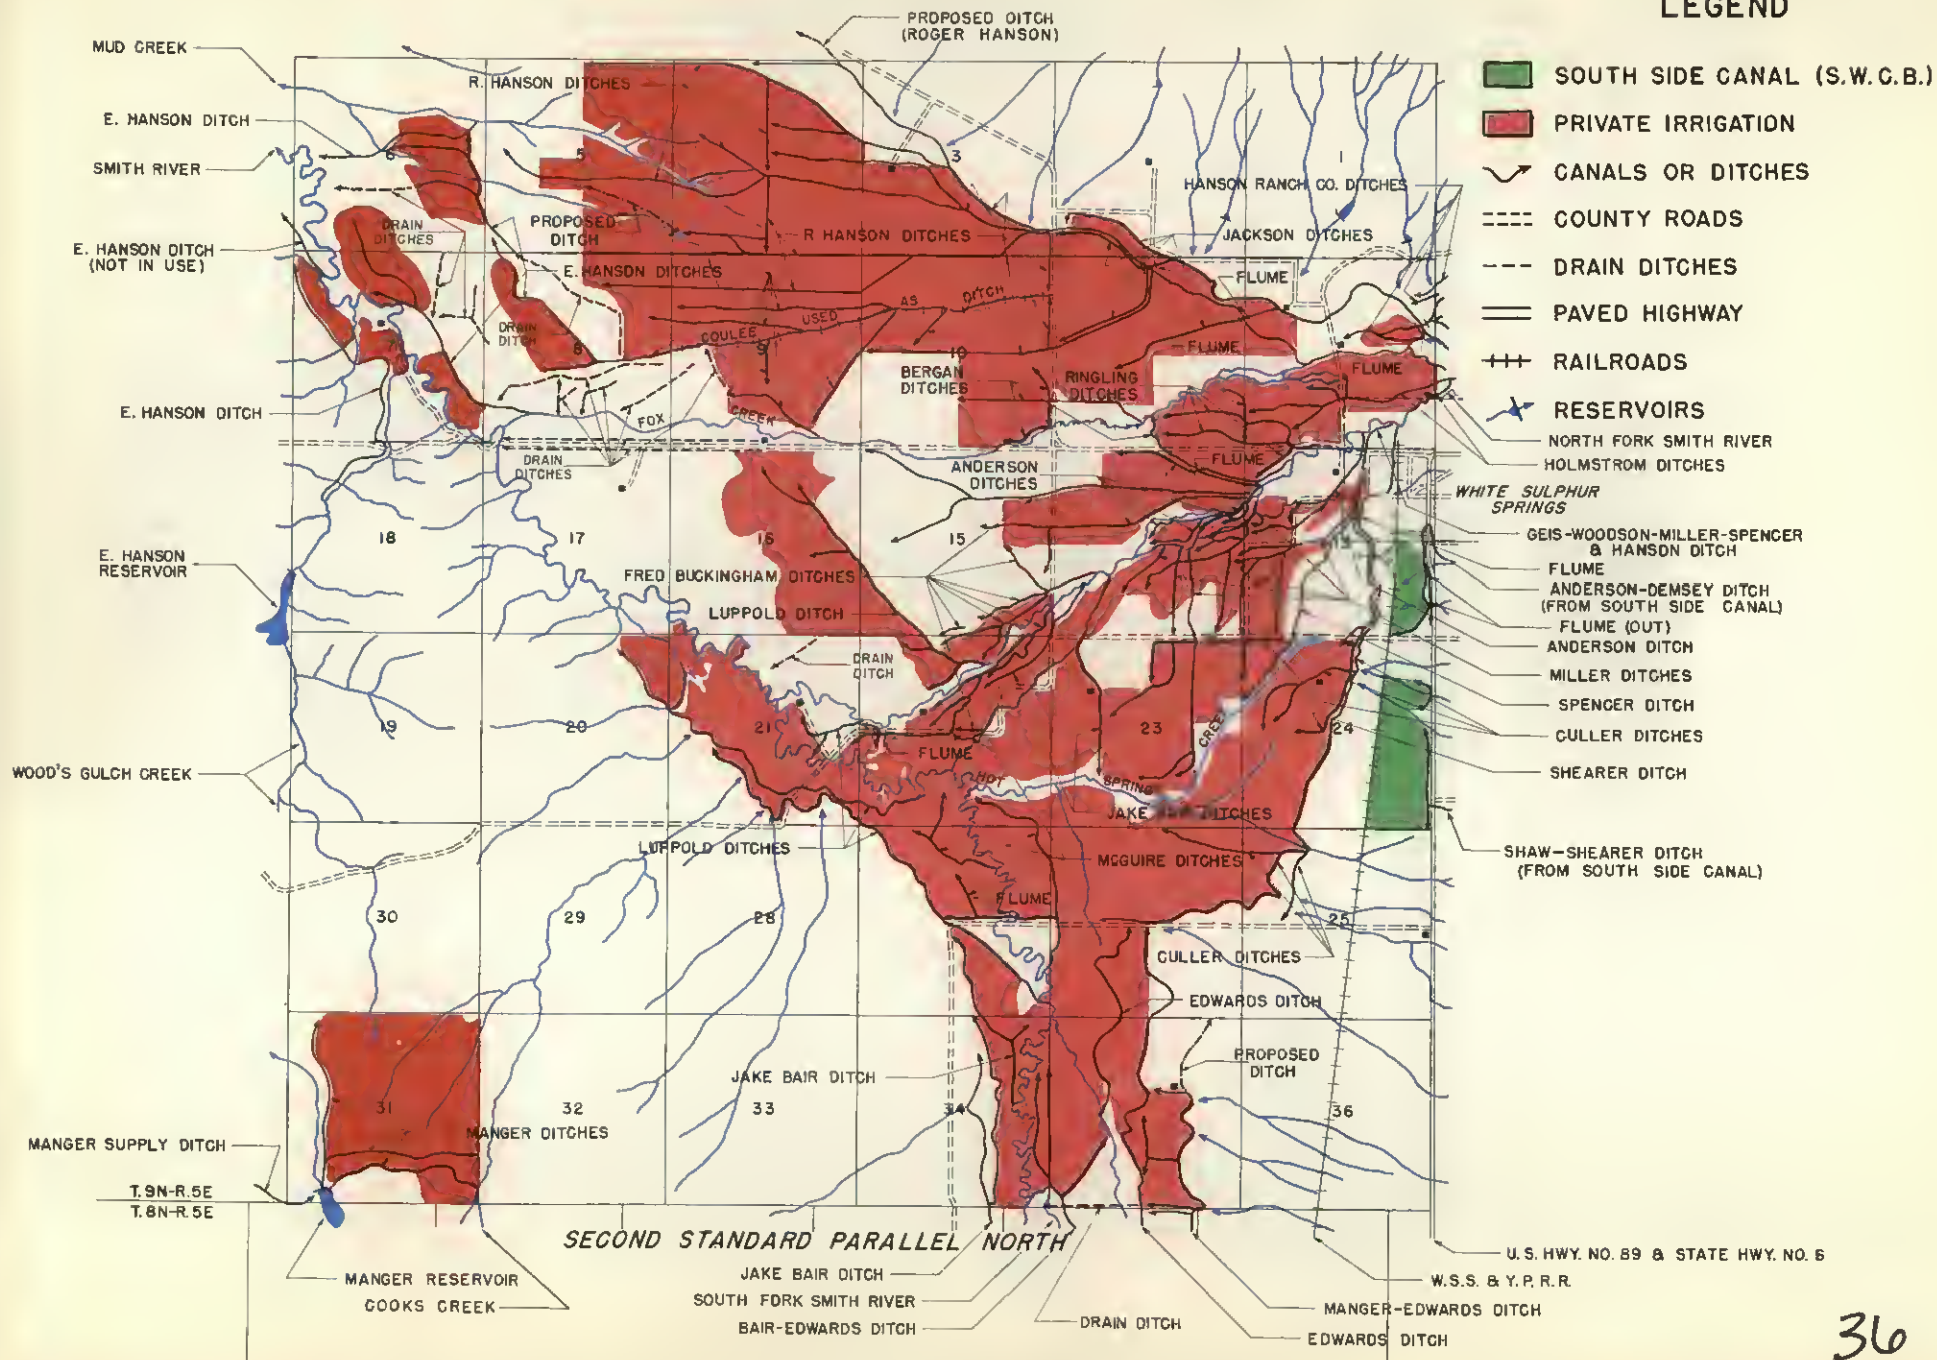 LEGEND
SOUTH SIDE CANAL (S.W.C.B.)
PRIVATE IRRIGATION
CANALS OR DITCHES
COUNTY ROADS
DRAIN DITCHES
PAVED HIGHWAY
RAILROADS
RESERVOIRS
NORTH FORK SMITH RIVER
HOLMSTROM DITCHES
WHITE SULPHUR
SPRINGS
GEIS-WOODSON-MILLER-SPENCER
& HANSON DITCH
FLUME
ANDERSON-DEMSEY DITCH
(FROM SOUTH SIDE CANAL)
FLUME (OUT)
ANDERSON DITCH
MILLER DITCHES
SPENCER DITCH
CULLER DITCHES
SHEARER DITCH
SHAW-SHEARER DITCH
(FROM SOUTH SIDE CANAL)
U.S. HWY. NO. 89 & STATE HWY. NO. 6
W.S.S. & Y.P. R.R.
MANGER-EDWARDS DITCH
EDWARDS DITCH
DRAIN DITCH
36
PROPOSED DITCH
(ROGER HANSON)
MUD CREEK
E. HANSON DITCH
SMITH RIVER
E. HANSON DITCH
(NOT IN USE)
E. HANSON DITCH
E. HANSON
RESERVOIR
WOOD'S GULCH CREEK
MANGER SUPPLY DITCH
T.9N-R.5E
T.8N-R.5E
R. HANSON DITCHES
6
5
3
1
HANSON RANCH CO. DITCHES
DRAIN
DITCHES
PROPOSED
DITCH
R HANSON DITCHES
JACKSON DITCHES
E. HANSON DITCHES
FLUME
COULEE USED AS DITCH
DRAIN
DITCH
7
8
9
10
FLUME
FLUME
BERGAN
DITCHES
RINGLING
DITCHES
FOX CREEK
DRAIN
DITCHES
ANDERSON
DITCHES
FLUME
18
17
16
15
FRED BUCKINGHAM DITCHES
LUPPOLD DITCH
DRAIN
DITCH
19
20
21
23
24
FLUME
HOT SPRING CREEK
JAKE BAIR DITCHES
LUPPOLD DITCHES
MCGUIRE DITCHES
30
29
28
FLUME
25
CULLER DITCHES
EDWARDS DITCH
PROPOSED
DITCH
JAKE BAIR DITCH
31
32
33
34
36
MANGER DITCHES
SECOND STANDARD PARALLEL NORTH
MANGER RESERVOIR
COOKS CREEK
JAKE BAIR DITCH
SOUTH FORK SMITH RIVER
BAIR-EDWARDS DITCH